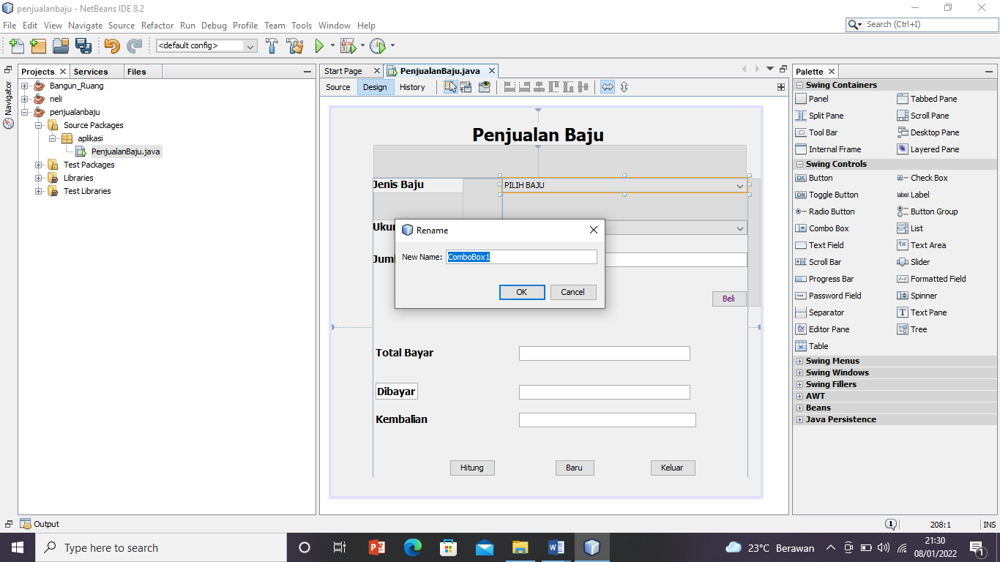 penjualanbaju - NetBeans IDE 8.2
File Edit View Navigate Source Refactor Run Debug Profile Team Tools Window Help
Search (Ctrl+I)
<default config>
Projects Services Files
Navigator
Bangun_Ruang
neli
penjualanbaju
Source Packages
aplikasi
PenjualanBaju.java
Test Packages
Libraries
Test Libraries
Start Page PenjualanBaju.java
Source Design History
Penjualan Baju
Jenis Baju PILIH BAJU
Uku
Juml
Rename
New Name: ComboBox1
OK Cancel
Beli
Total Bayar
Dibayar
Kembalian
Hitung Baru Keluar
Palette
Swing Containers
Panel Tabbed Pane
Split Pane Scroll Pane
Tool Bar Desktop Pane
Internal Frame Layered Pane
Swing Controls
OK Button Check Box
OK Toggle Button label Label
Radio Button Button Group
Combo Box List
Text Field Text Area
Scroll Bar Slider
Progress Bar Formatted Field
Password Field Spinner
Separator Text Pane
Editor Pane Tree
Table
Swing Menus
Swing Windows
Swing Fillers
AWT
Beans
Java Persistence
Output
1 208:1 INS
Type here to search
23°C Berawan
21:30
08/01/2022
1